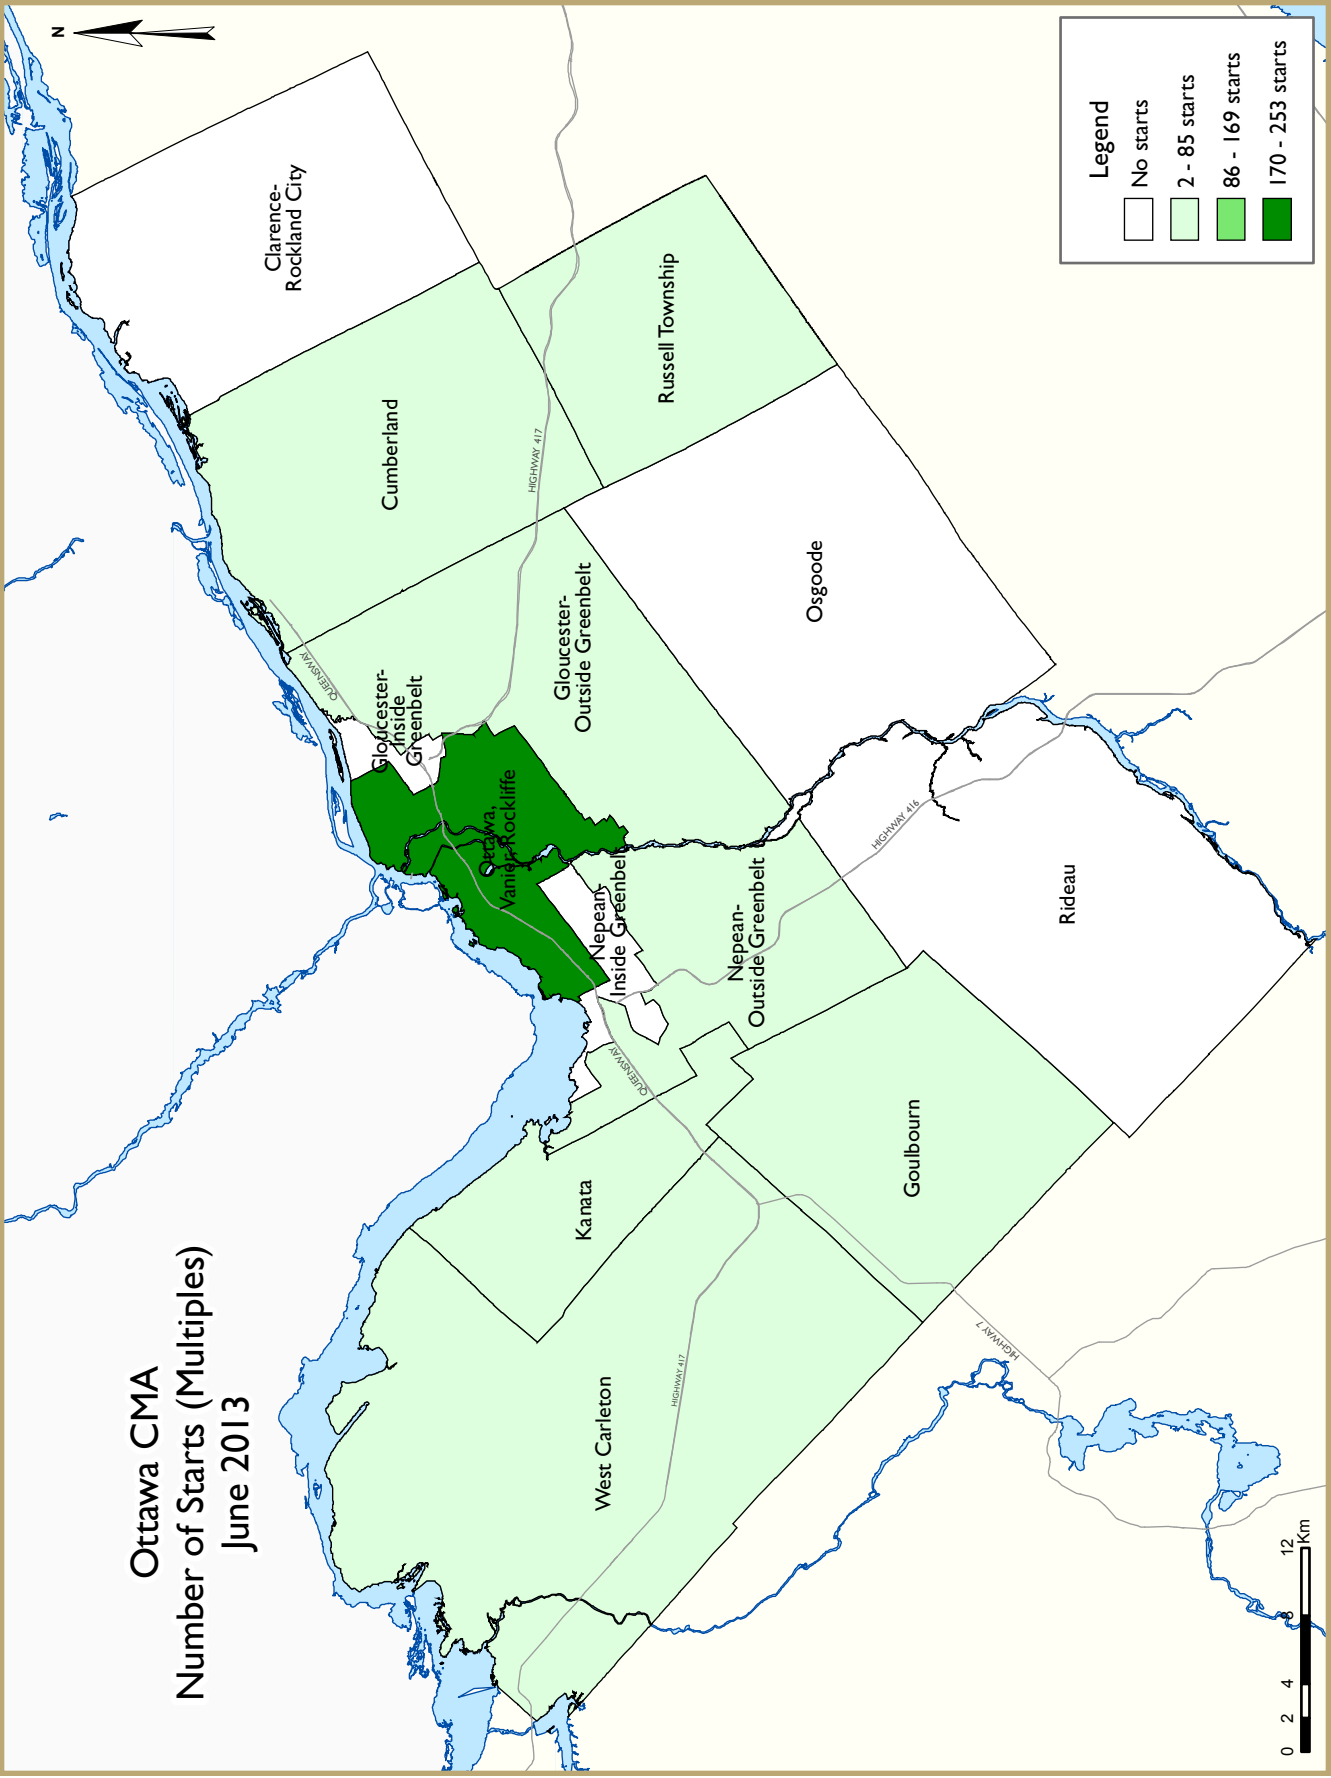 Ottawa CMA
Number of Starts (Multiples)
June 2013
N
Clarence-
Rockland City
Cumberland
Russell Township
HIGHWAY 417
QUEENSWAY
Gloucester-
Inside
Greenbelt
Gloucester-
Outside Greenbelt
Osgoode
Ottawa,
Vanier, Rockliffe
Nepean-
Inside Greenbelt
Nepean-
Outside Greenbelt
HIGHWAY 416
Rideau
QUEENSWAY
Kanata
Goulbourn
West Carleton
HIGHWAY 417
HIGHWAY 7
Legend
No starts
2 - 85 starts
86 - 169 starts
170 - 253 starts
0 2 4 8 12
Km